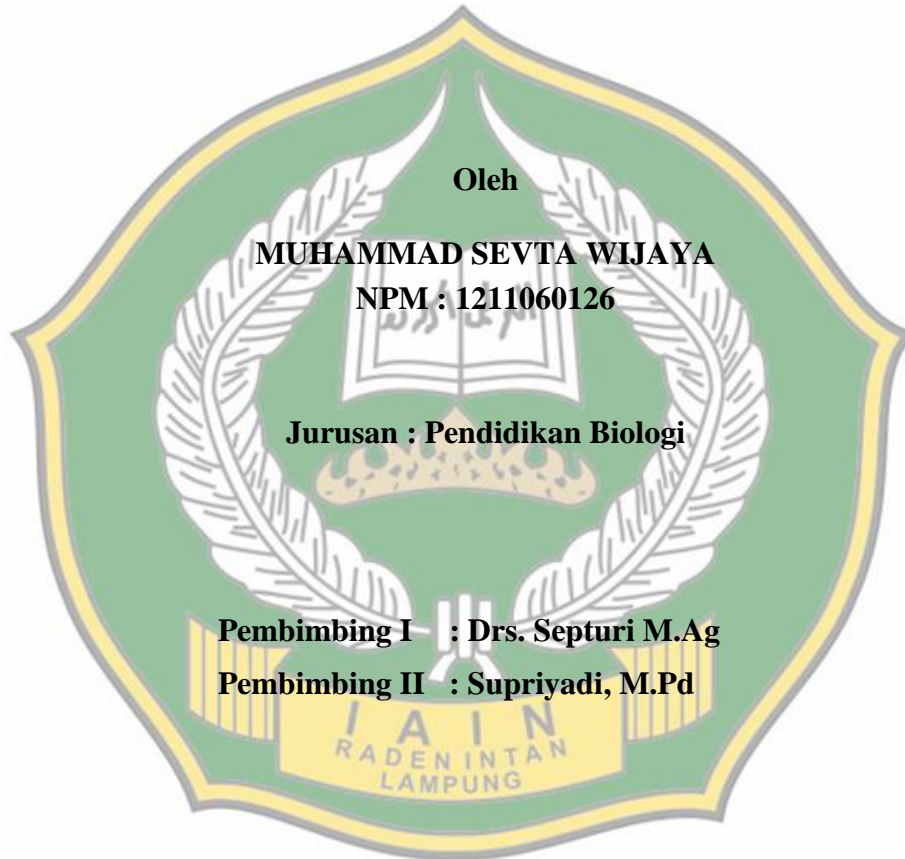 Oleh
MUHAMMAD SEVTA WIJAYA
NPM : 1211060126
Jurusan : Pendidikan Biologi
Pembimbing I : Drs. Septuri M.Ag
Pembimbing II : Supriyadi, M.Pd
I A I N
RADEN INTAN
LAMPUNG